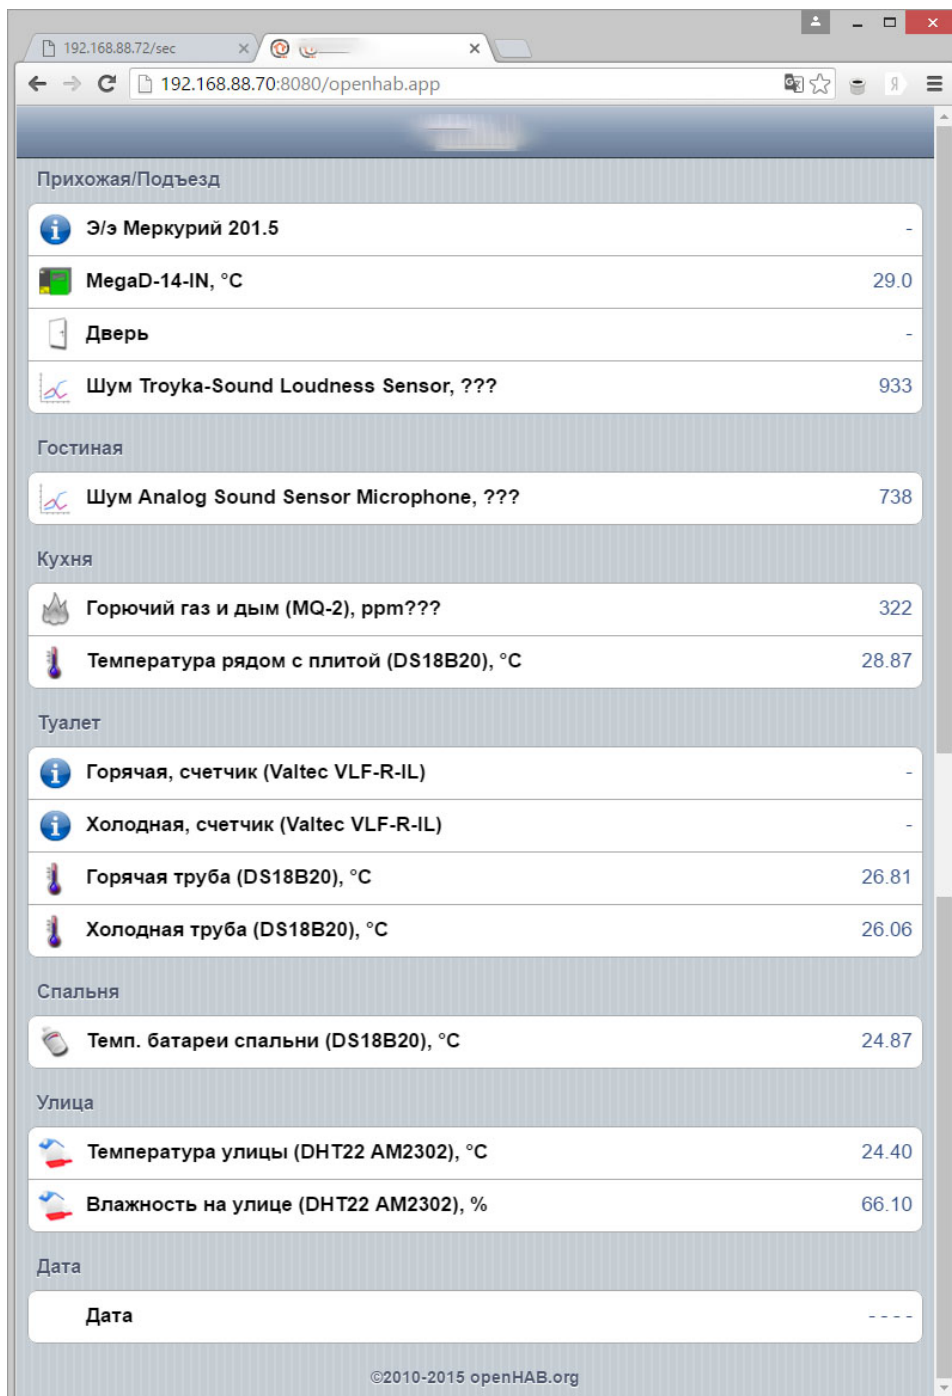 192.168.88.72/sec
192.168.88.70:8080/openhab.app
Я
Прихожая/Подъезд
Э/э Меркурий 201.5 -
MegaD-14-IN, °C 29.0
Дверь -
Шум Troyka-Sound Loudness Sensor, ??? 933
Гостиная
Шум Analog Sound Sensor Microphone, ??? 738
Кухня
Горючий газ и дым (MQ-2), ppm??? 322
Температура рядом с плитой (DS18B20), °C 28.87
Туалет
Горячая, счетчик (Valtec VLF-R-IL) -
Холодная, счетчик (Valtec VLF-R-IL) -
Горячая труба (DS18B20), °C 26.81
Холодная труба (DS18B20), °C 26.06
Спальня
Темп. батареи спальни (DS18B20), °C 24.87
Улица
Температура улицы (DHT22 AM2302), °C 24.40
Влажность на улице (DHT22 AM2302), % 66.10
Дата
Дата - - - -
©2010-2015 openHAB.org